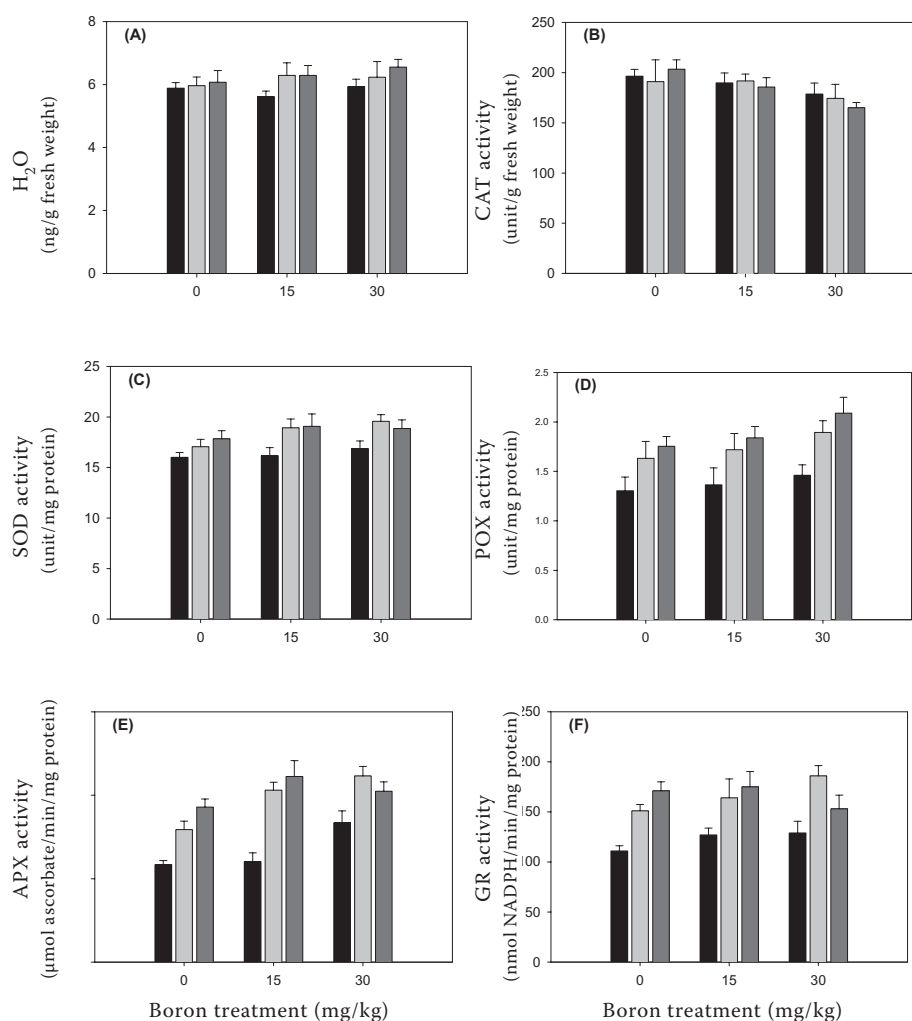 (A)
H₂O
(ng/g fresh weight)
8
6
4
2
0
0 15 30
(B)
CAT activity
(unit/g fresh weight)
250
200
150
100
50
0
0 15 30
(C)
SOD activity
(unit/mg protein)
25
20
15
10
5
0
0 15 30
(D)
POX activity
(unit/mg protein)
2.5
2.0
1.5
1.0
0.5
0.0
0 15 30
(E)
APX activity
(µmol ascorbate/min/mg protein)
0 15 30
Boron treatment (mg/kg)
(F)
GR activity
(nmol NADPH/min/mg protein)
250
200
150
100
50
0
0 15 30
Boron treatment (mg/kg)